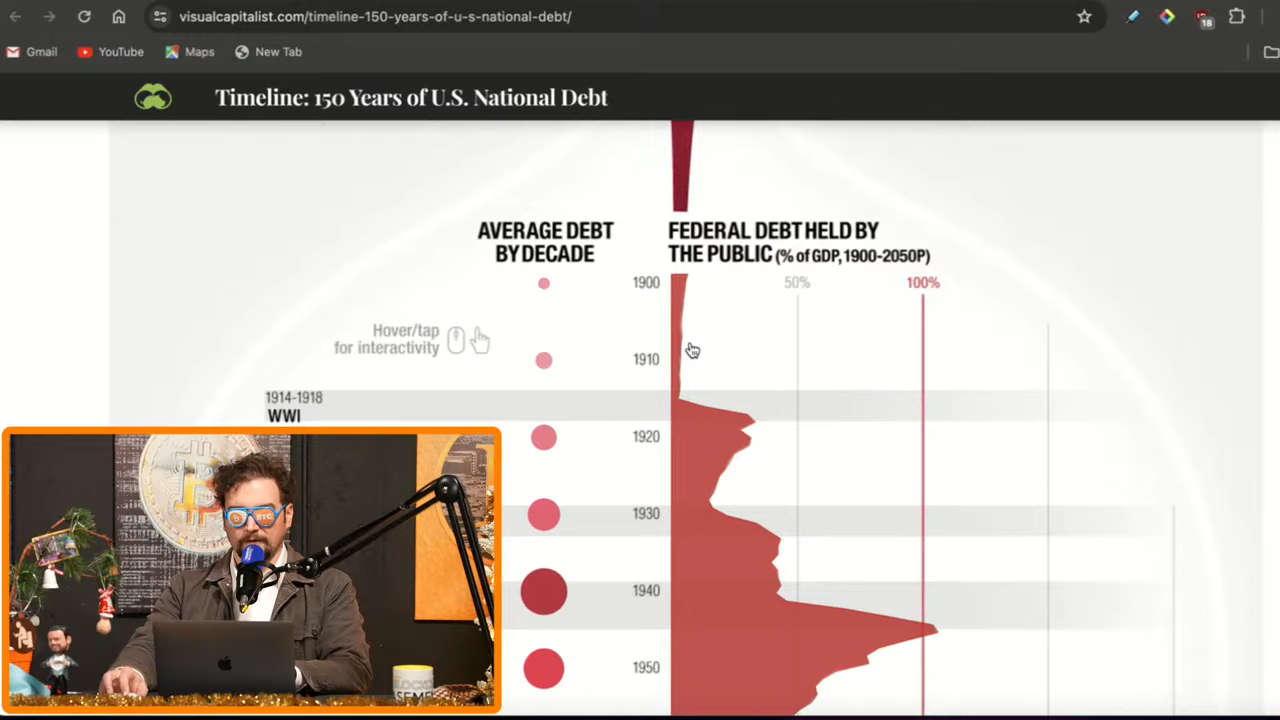 visualcapitalist.com/timeline-150-years-of-u-s-national-debt/
18
Gmail
YouTube
Maps
New Tab
Timeline: 150 Years of U.S. National Debt
AVERAGE DEBT
BY DECADE
FEDERAL DEBT HELD BY
THE PUBLIC (% of GDP, 1900-2050P)
1900
50%
100%
Hover/tap
for interactivity
1910
1914-1918
WWI
1920
1930
1940
1950
BTC